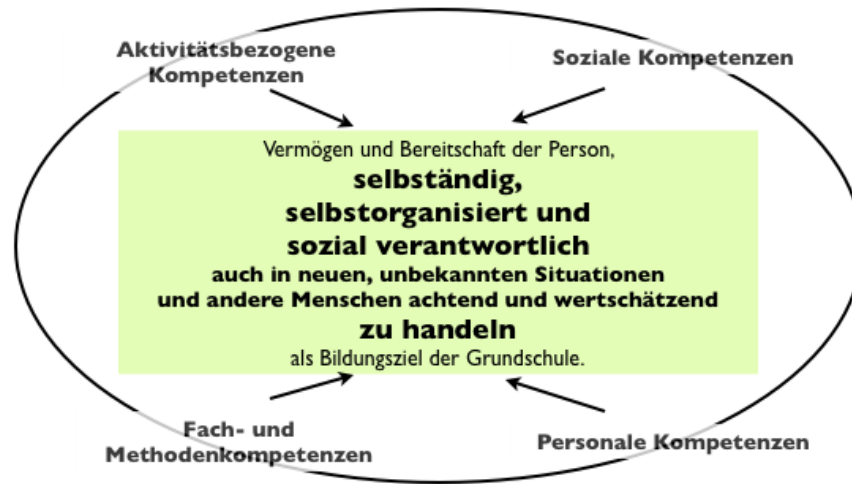 Aktivitätsbezogene
Kompetenzen
Soziale Kompetenzen
Vermögen und Bereitschaft der Person,
selbständig,
selbstorganisiert und
sozial verantwortlich
auch in neuen, unbekannten Situationen
und andere Menschen achtend und wertschätzend
zu handeln
als Bildungsziel der Grundschule.
Fach- und
Methodenkompetenzen
Personale Kompetenzen